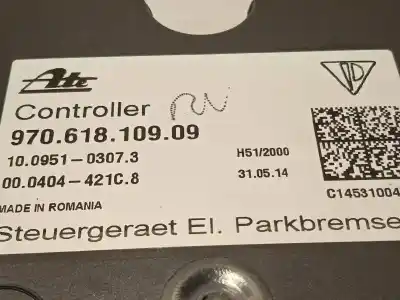 Ate
Controller
970.618.109.09
10.0951-0307.3
H51/2000
00.0404-421C.8
31.05.14
C14531004
MADE IN ROMANIA
Steuergeraet El. Parkbremse